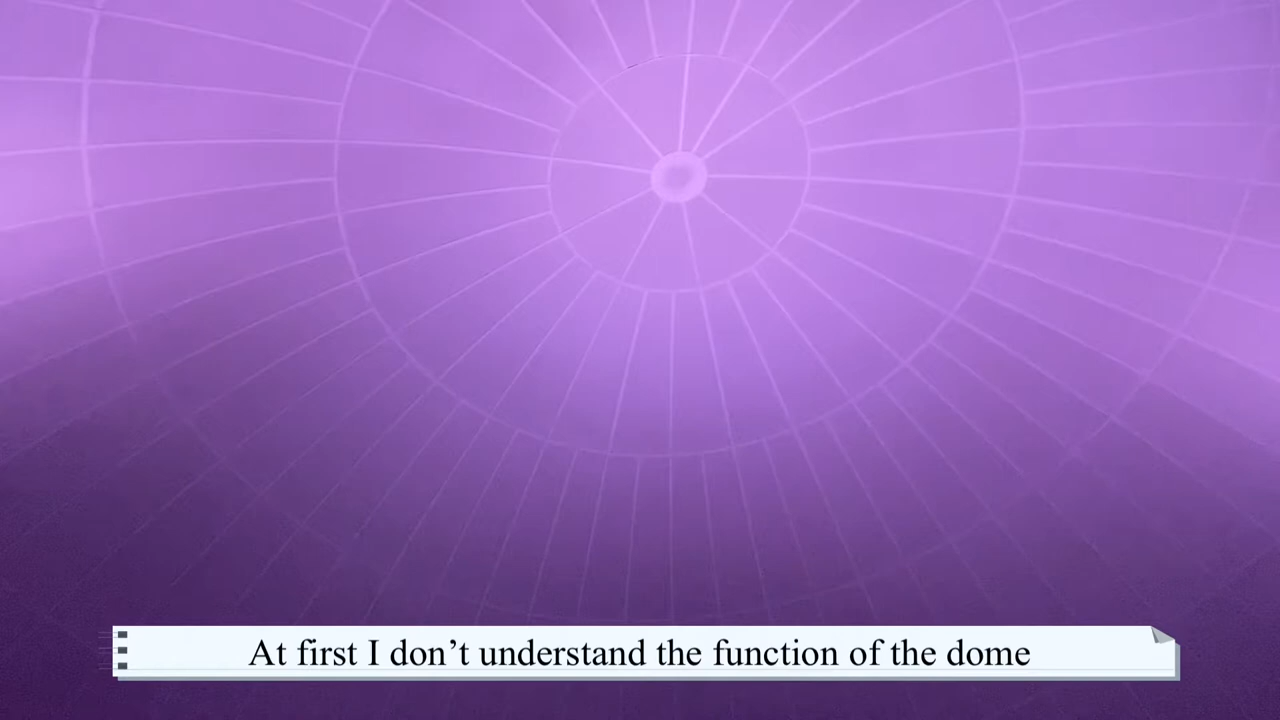 At first I don’t understand the function of the dome